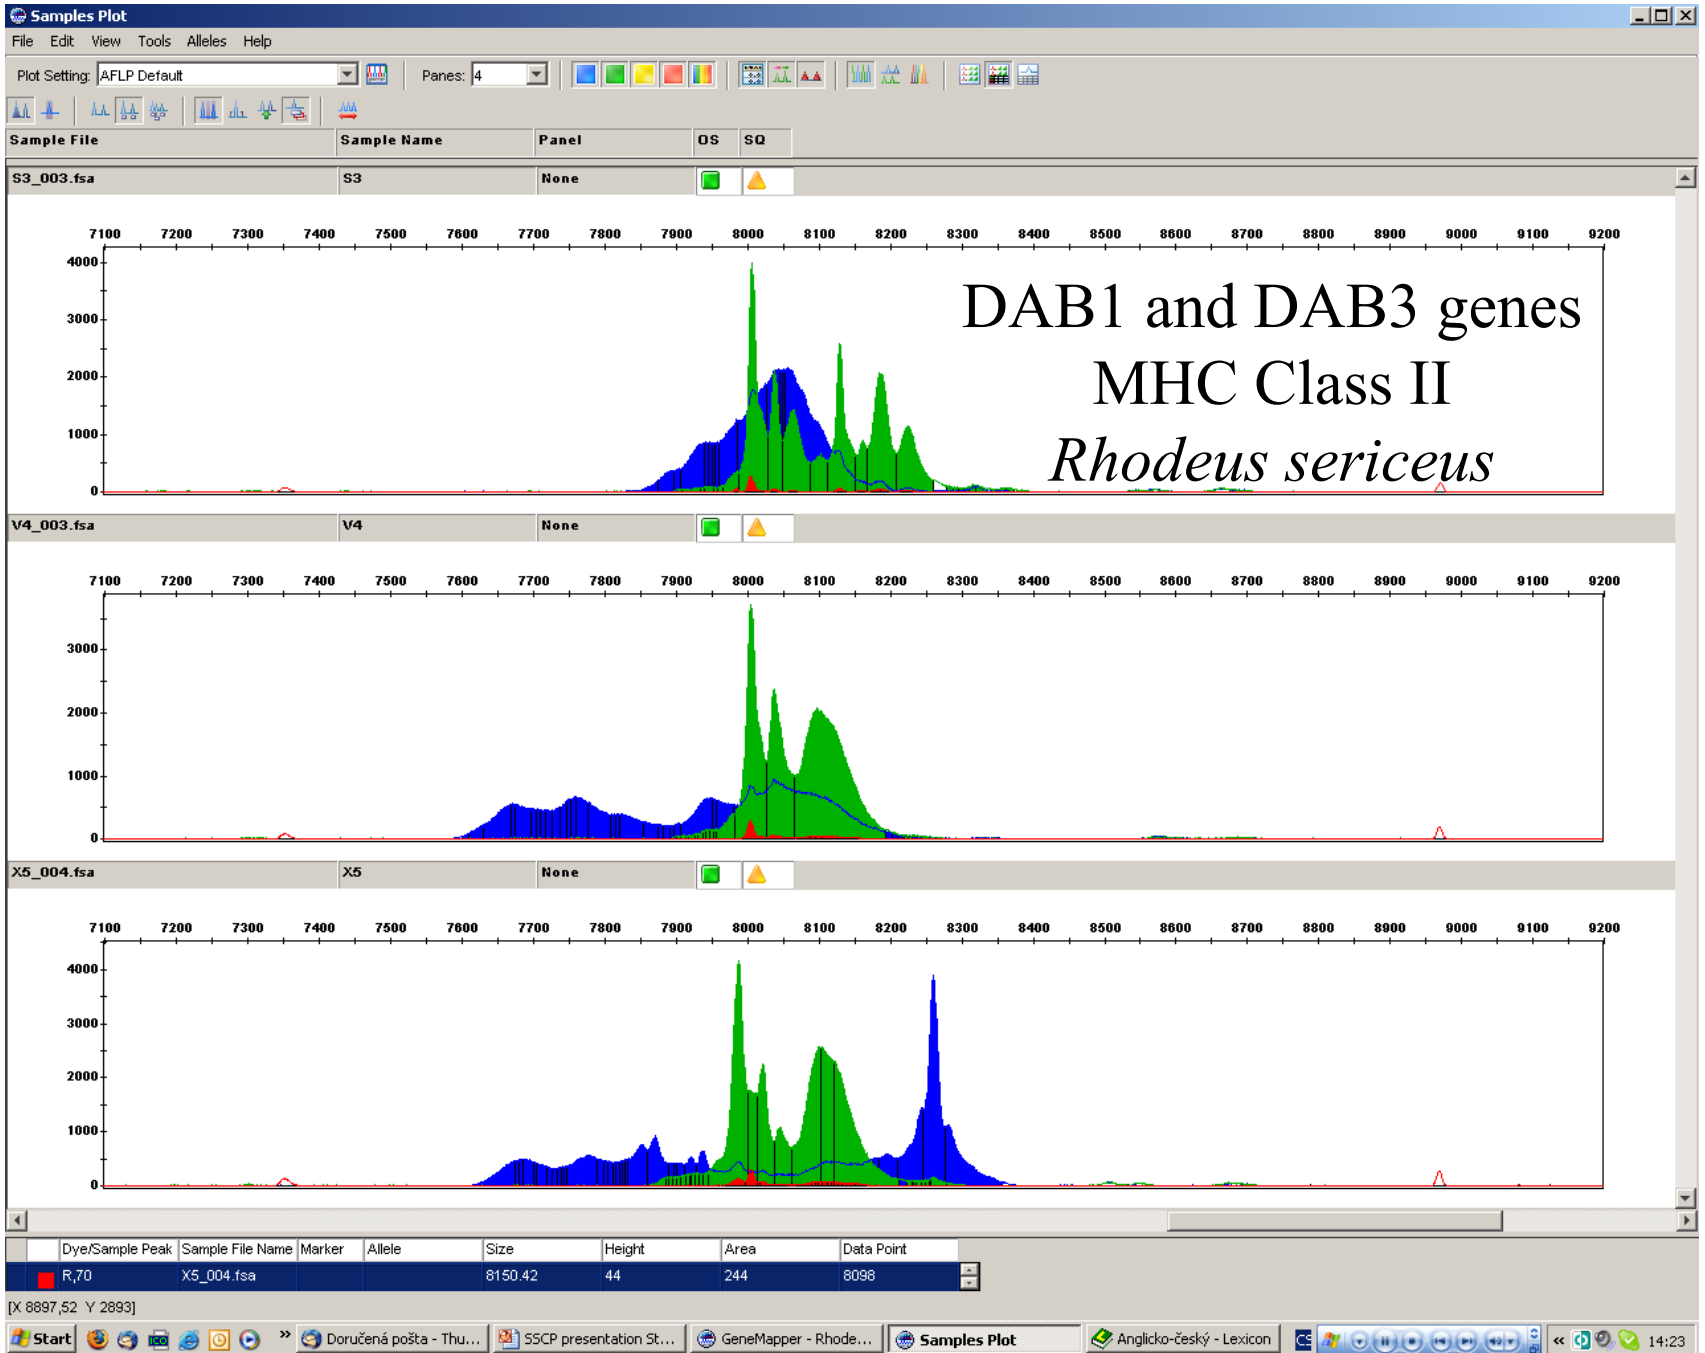 Samples Plot
File Edit View Tools Alleles Help
Plot Setting: AFLP Default Panes: 4
Sample File Sample Name Panel OS SQ
S3_003.fsa S3 None
7100 7200 7300 7400 7500 7600 7700 7800 7900 8000 8100 8200 8300 8400 8500 8600 8700 8800 8900 9000 9100 9200
4000
3000
2000
1000
0
DAB1 and DAB3 genes
MHC Class II
Rhodeus sericeus
V4_003.fsa V4 None
7100 7200 7300 7400 7500 7600 7700 7800 7900 8000 8100 8200 8300 8400 8500 8600 8700 8800 8900 9000 9100 9200
3000
2000
1000
0
X5_004.fsa X5 None
7100 7200 7300 7400 7500 7600 7700 7800 7900 8000 8100 8200 8300 8400 8500 8600 8700 8800 8900 9000 9100 9200
4000
3000
2000
1000
0
Dye/Sample Peak Sample File Name Marker Allele Size Height Area Data Point
R,70 X5_004.fsa 8150.42 44 244 8098
[X 8897,52 Y 2893]
Start » Doručená pošta - Thu... SSCP presentation St... GeneMapper - Rhode... Samples Plot Anglicko-český - Lexicon CS « 14:23